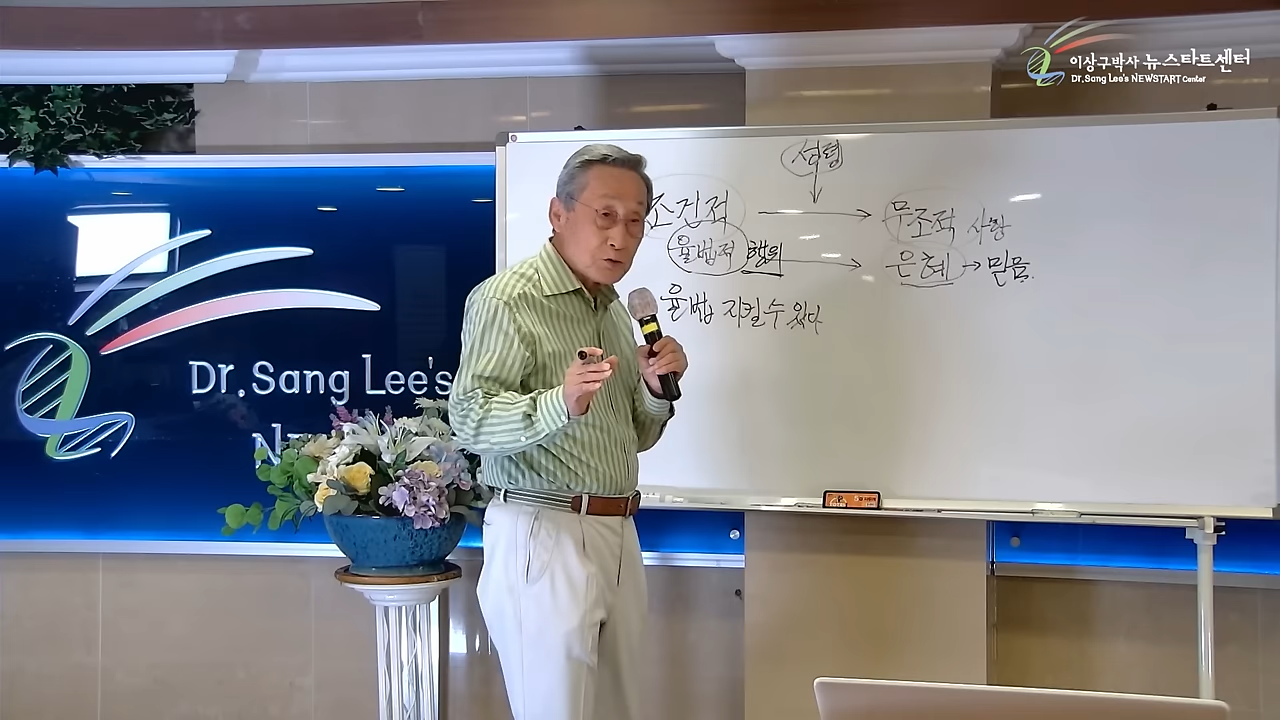 이상구박사 뉴스타트센터
Dr. Sang Lee's NEWSTART Center
성령
조건적 → 무조적 사랑
율법적 행위 → 은혜 → 믿음.
율법 지킬 수 있다
Dr. Sang Lee's